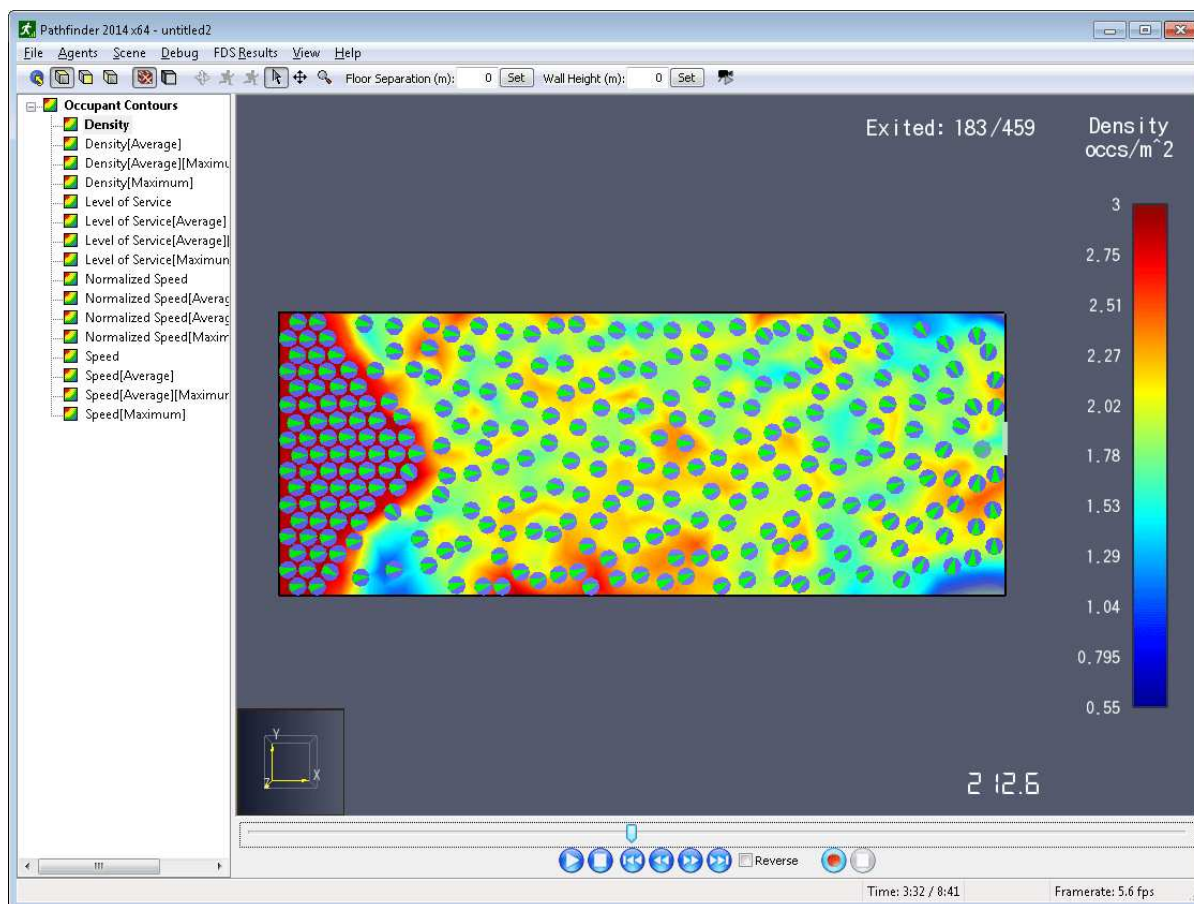 Pathfinder 2014 x64 - untitled2
File Agents Scene Debug FDS Results View Help
Floor Separation (m): 0 Set Wall Height (m): 0 Set
Occupant Contours
Density
Density[Average]
Density[Average][Maximu
Density[Maximum]
Level of Service
Level of Service[Average]
Level of Service[Average][
Level of Service[Maximum
Normalized Speed
Normalized Speed[Averag
Normalized Speed[Averag
Normalized Speed[Maxim
Speed
Speed[Average]
Speed[Average][Maximur
Speed[Maximum]
Exited: 183/459
Density
occs/m^2
3
2.75
2.51
2.27
2.02
1.78
1.53
1.29
1.04
0.795
0.55
Y
X
Z
212.6
Reverse
Time: 3:32 / 8:41 Framerate: 5.6 fps